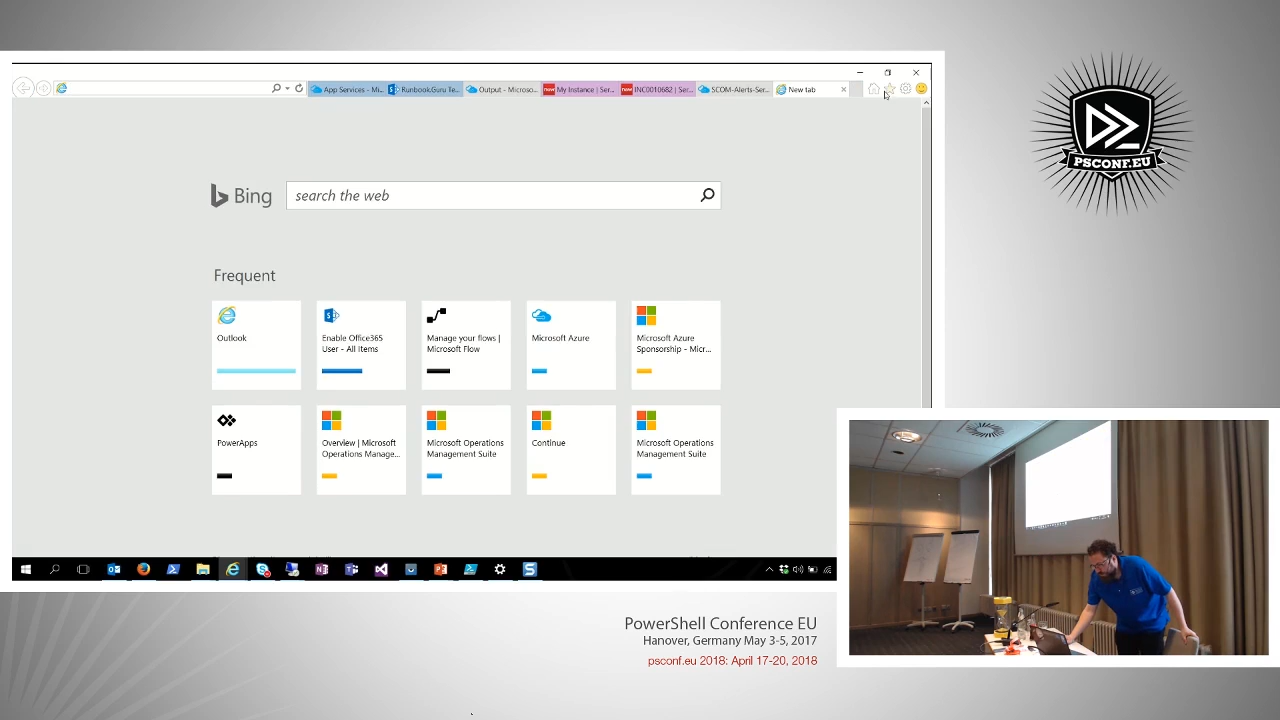 App Services - Mi...
Runbook.Guru Te...
Output - Microso...
now
My Instance | Ser...
now
INC0010682 | Ser...
SCOM-Alerts-Ser...
New tab
Bing
search the web
Frequent
Outlook
Enable Office365
User - All Items
Manage your flows |
Microsoft Flow
Microsoft Azure
Microsoft Azure
Sponsorship - Micr...
PowerApps
Overview | Microsoft
Operations Manage...
Microsoft Operations
Management Suite
Continue
Microsoft Operations
Management Suite
PSCONF.EU
PowerShell Conference EU
Hanover, Germany May 3-5, 2017
psconf.eu 2018: April 17-20, 2018